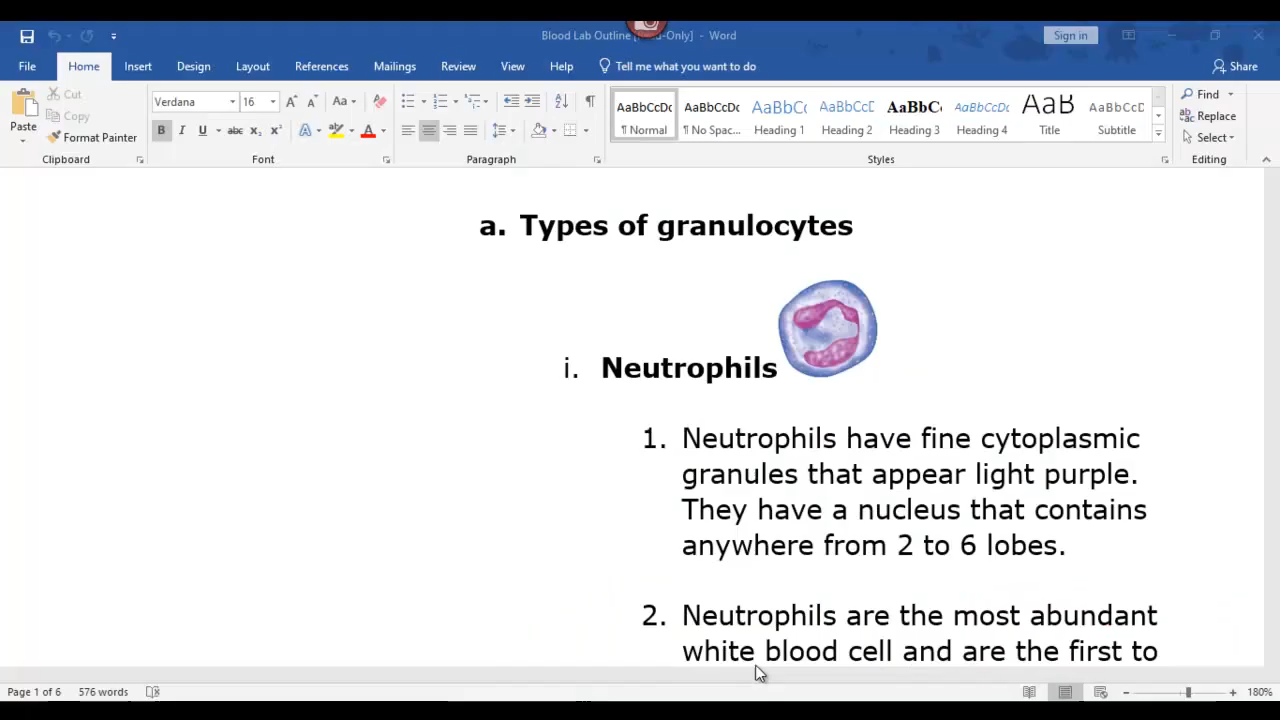 Blood Lab Outline [Read-Only] - Word
Sign in
File Home Insert Design Layout References Mailings Review View Help Tell me what you want to do Share
Paste
Cut
Copy
Format Painter
Clipboard
Verdana 16
Font
Paragraph
AaBbCcDc AaBbCcDc AaBbCc AaBbCcD AaBbCc AaBbCcDc AaB AaBbCcDc
¶ Normal ¶ No Spac... Heading 1 Heading 2 Heading 3 Heading 4 Title Subtitle
Styles
Find
Replace
Select
Editing
a. Types of granulocytes
i. Neutrophils
1. Neutrophils have fine cytoplasmic
granules that appear light purple.
They have a nucleus that contains
anywhere from 2 to 6 lobes.
2. Neutrophils are the most abundant
white blood cell and are the first to
Page 1 of 6 576 words 180%